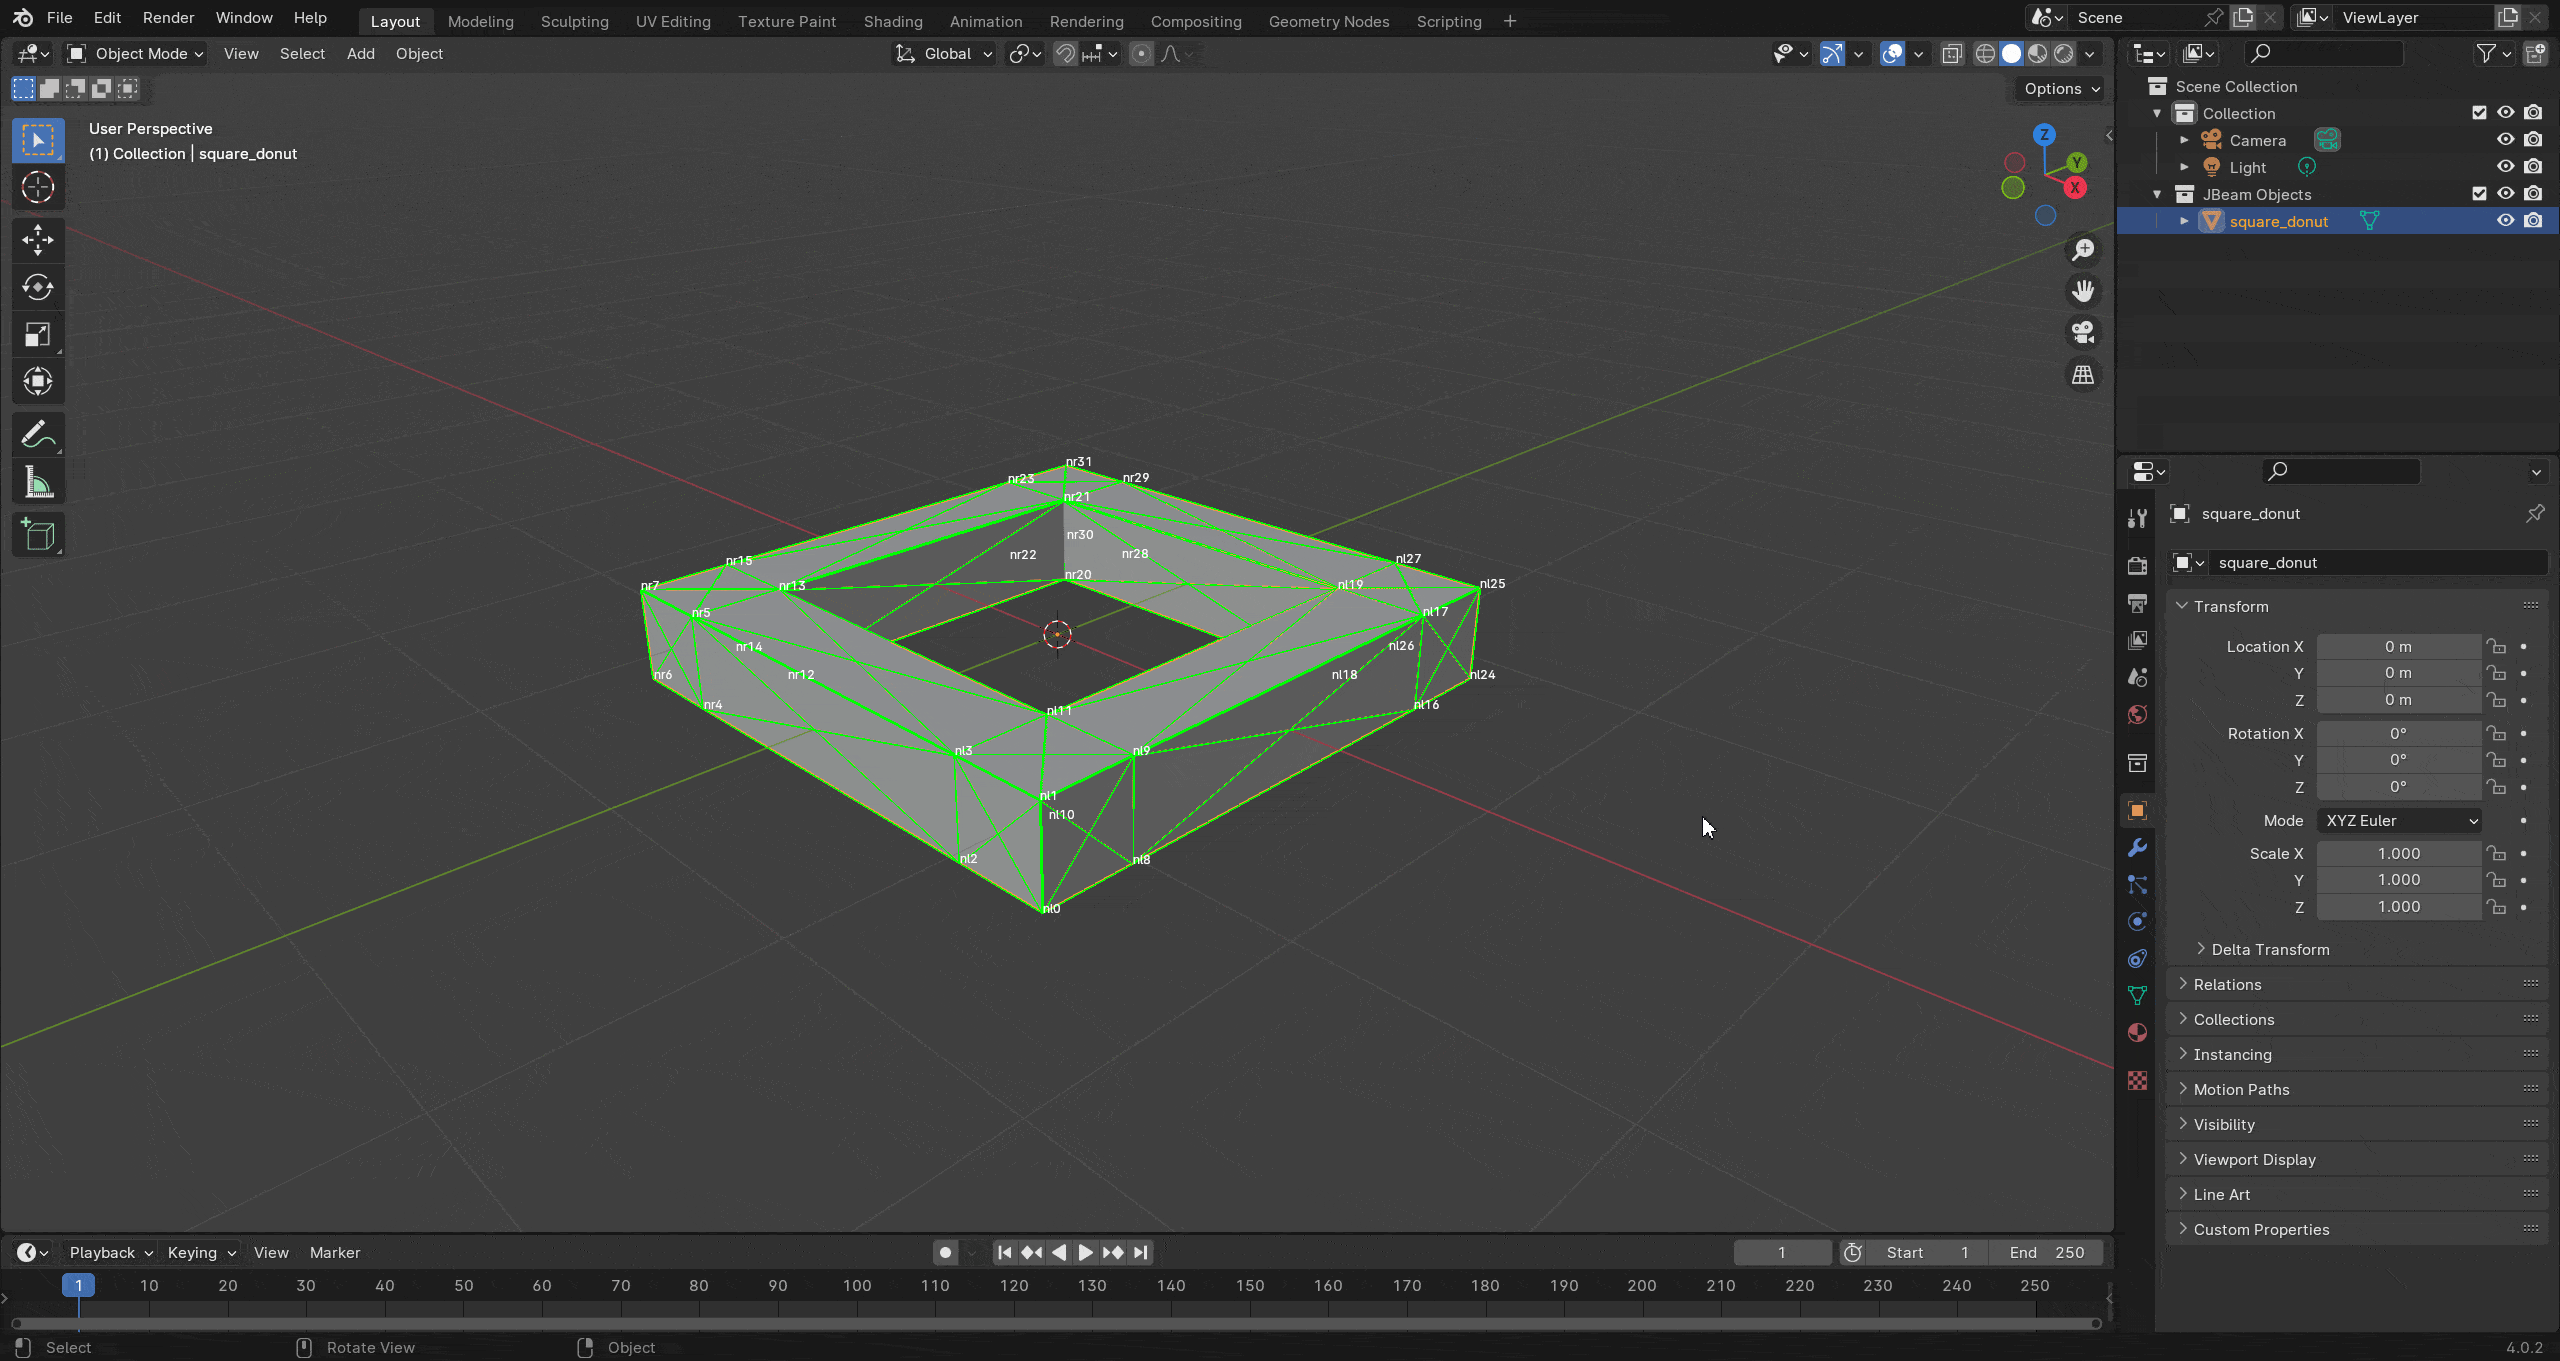 File Edit Render Window Help Layout Modeling Sculpting UV Editing Texture Paint Shading Animation Rendering Compositing Geometry Nodes Scripting + Scene ViewLayer
Object Mode View Select Add Object Global
Options
User Perspective
(1) Collection | square_donut
Z
Y
X
nr31
nr23 nr29
nr21
nr30
nr22 nr28
nr15 nl27
nr20
nr7 nr13 nl19 nl25
nr5 nl17
nr14 nl26
nr6 nr12 nl18 nl24
nr4 nl16
nl11
nl3 nl9
nl1
nl10
nl2 nl8
nl0
Scene Collection
Collection
Camera
Light
JBeam Objects
square_donut
square_donut
square_donut
Transform
Location X 0 m
Y 0 m
Z 0 m
Rotation X 0°
Y 0°
Z 0°
Mode XYZ Euler
Scale X 1.000
Y 1.000
Z 1.000
Delta Transform
Relations
Collections
Instancing
Motion Paths
Visibility
Viewport Display
Line Art
Custom Properties
Playback Keying View Marker 1 Start 1 End 250
1 10 20 30 40 50 60 70 80 90 100 110 120 130 140 150 160 170 180 190 200 210 220 230 240 250
Select Rotate View Object 4.0.2